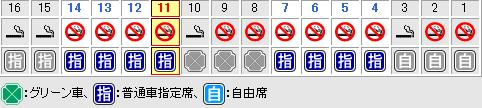 16 15 14 13 12 11 10 9 8 7 6 5 4 3 2 1
指 指 指 指 指 指 指 指 指 指 自 自 自
:グリーン車、指:普通車指定席、自:自由席